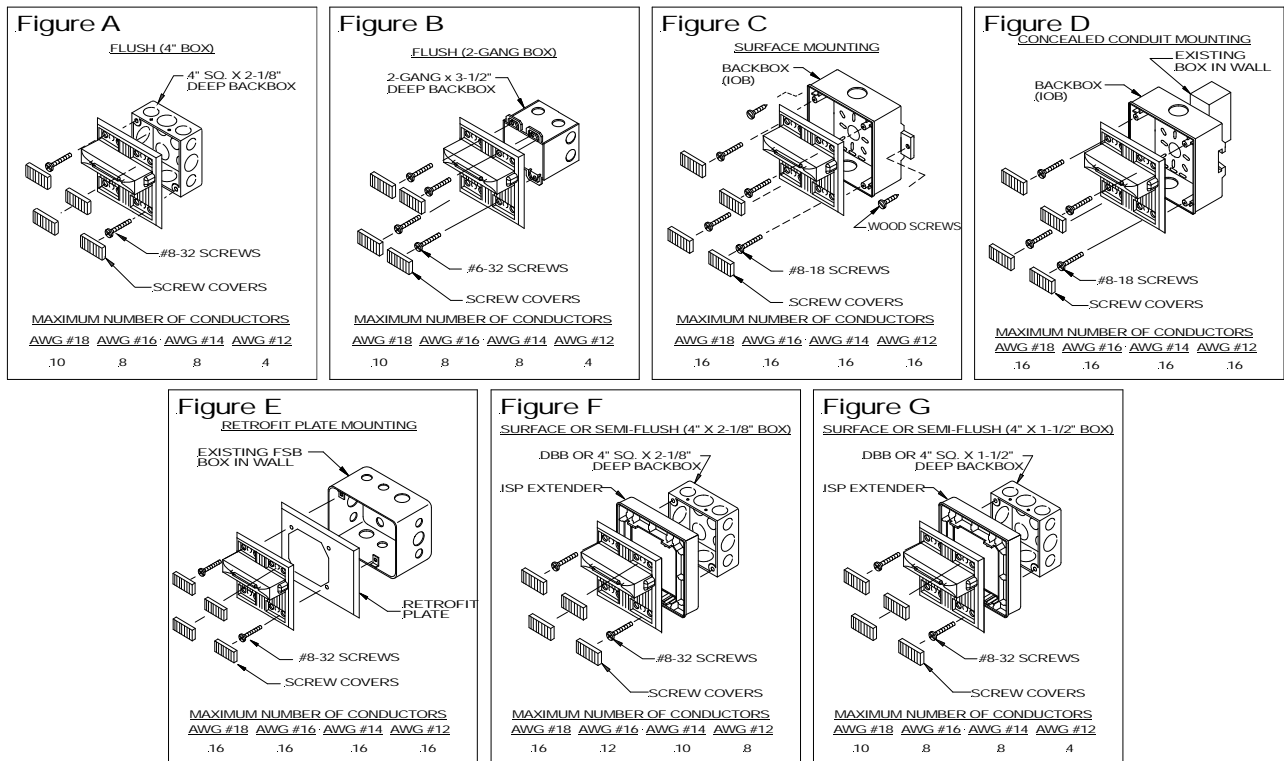 Figure A
FLUSH (4" BOX)
4" SQ. X 2-1/8"
DEEP BACKBOX
#8-32 SCREWS
SCREW COVERS
MAXIMUM NUMBER OF CONDUCTORS
AWG #18 AWG #16 AWG #14 AWG #12
10 8 8 4
Figure B
FLUSH (2-GANG BOX)
2-GANG x 3-1/2"
DEEP BACKBOX
#6-32 SCREWS
SCREW COVERS
MAXIMUM NUMBER OF CONDUCTORS
AWG #18 AWG #16 AWG #14 AWG #12
10 8 8 4
Figure C
SURFACE MOUNTING
BACKBOX
(IOB)
WOOD SCREWS
#8-18 SCREWS
SCREW COVERS
MAXIMUM NUMBER OF CONDUCTORS
AWG #18 AWG #16 AWG #14 AWG #12
16 16 16 16
Figure D
CONCEALED CONDUIT MOUNTING
EXISTING
BOX IN WALL
BACKBOX
(IOB)
#8-18 SCREWS
SCREW COVERS
MAXIMUM NUMBER OF CONDUCTORS
AWG #18 AWG #16 AWG #14 AWG #12
16 16 16 16
Figure E
RETROFIT PLATE MOUNTING
EXISTING FSB
BOX IN WALL
RETROFIT
PLATE
#8-32 SCREWS
SCREW COVERS
MAXIMUM NUMBER OF CONDUCTORS
AWG #18 AWG #16 AWG #14 AWG #12
16 16 16 16
Figure F
SURFACE OR SEMI-FLUSH (4" X 2-1/8" BOX)
DBB OR 4" SQ. X 2-1/8"
DEEP BACKBOX
ISP EXTENDER
#8-32 SCREWS
SCREW COVERS
MAXIMUM NUMBER OF CONDUCTORS
AWG #18 AWG #16 AWG #14 AWG #12
16 12 10 8
Figure G
SURFACE OR SEMI-FLUSH (4" X 1-1/2" BOX)
DBB OR 4" SQ. X 1-1/2"
DEEP BACKBOX
ISP EXTENDER
#8-32 SCREWS
SCREW COVERS
MAXIMUM NUMBER OF CONDUCTORS
AWG #18 AWG #16 AWG #14 AWG #12
10 8 8 4